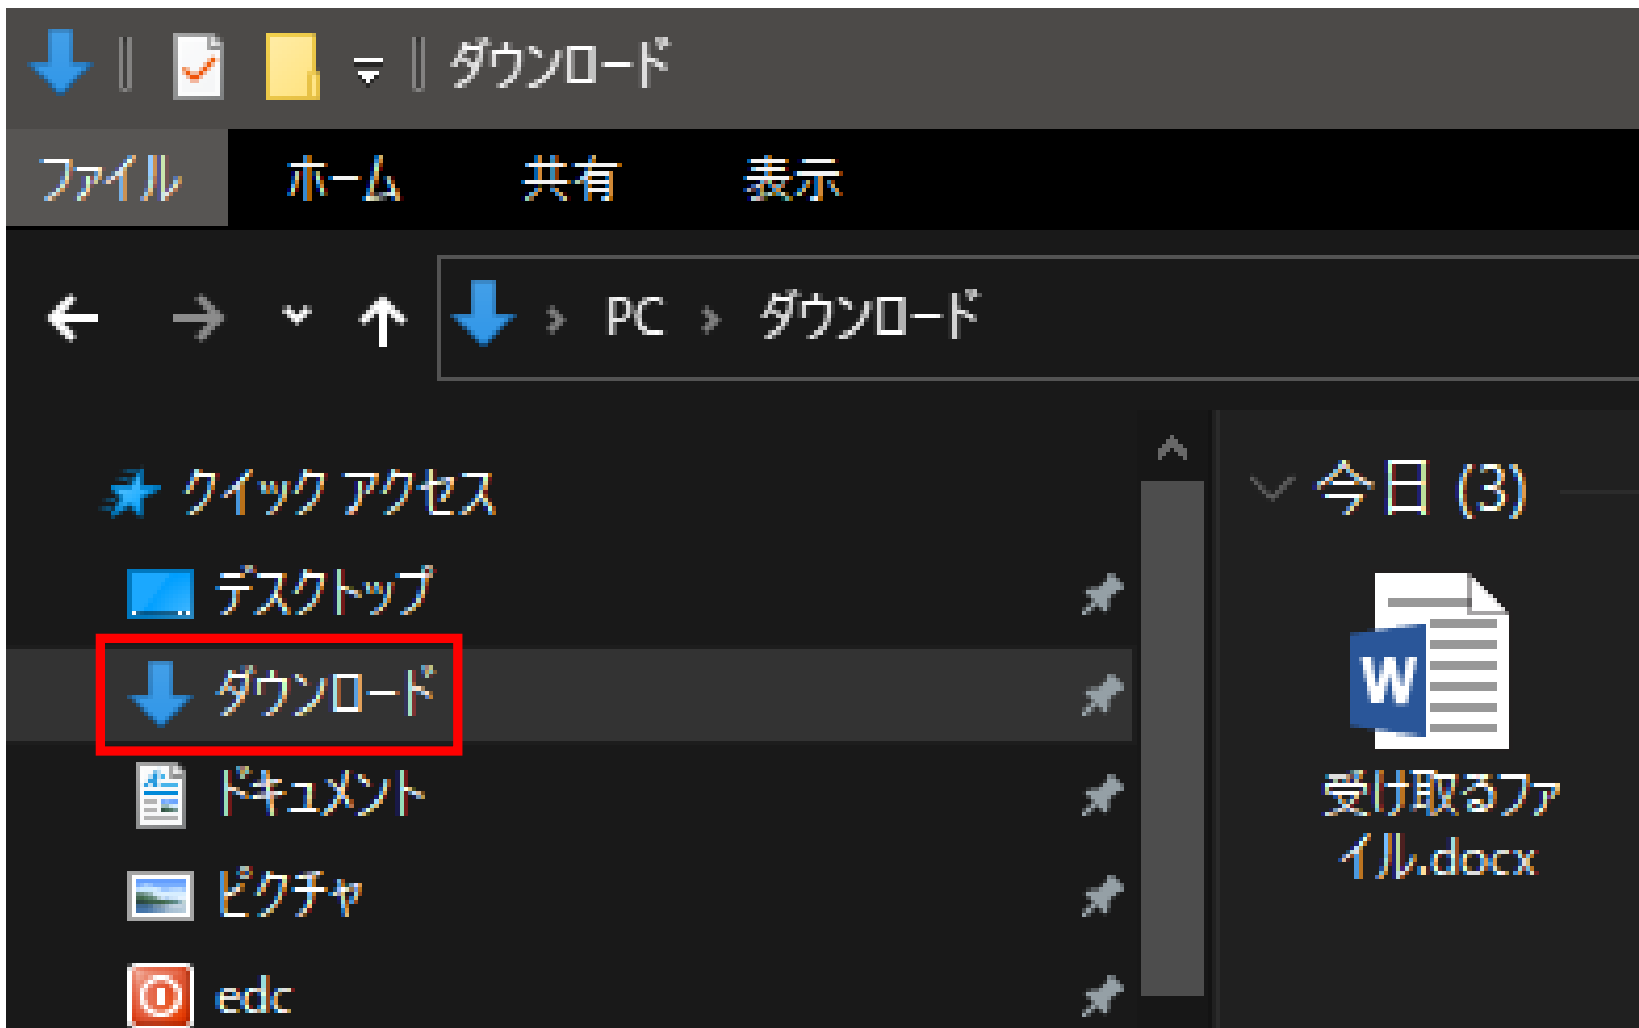 ダウンロード
ファイル ホーム 共有 表示
PC ダウンロード
クイック アクセス
デスクトップ
ダウンロード
ドキュメント
ピクチャ
edc
今日 (3)
W
受け取るファ
イル.docx